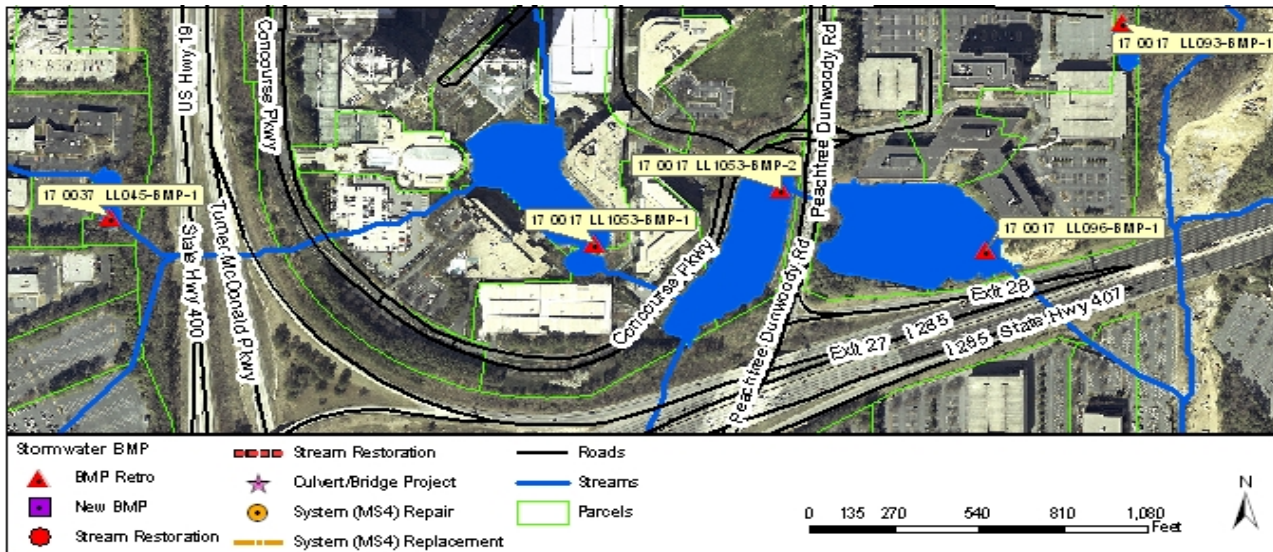 17 0017 LL093-BMP-1
US Hwy 19
Concourse Pkwy
Peachtree Dunwoody Rd
17 0017 LL1053-BMP-2
17 0037 LL045-BMP-1
17 0017 LL1053-BMP-1
17 0017 LL096-BMP-1
State Hwy 400
Turner McDonald Pkwy
Concourse Pkwy
Peachtree Dunwoody Rd
Exit 28
Exit 27
I 285
I 285
State Hwy 407
Stormwater BMP
BMP Retro
New BMP
Stream Restoration
Stream Restoration
Culvert/Bridge Project
System (MS4) Repair
System (MS4) Replacement
Roads
Streams
Parcels
0 135 270 540 810 1,080
Feet
N